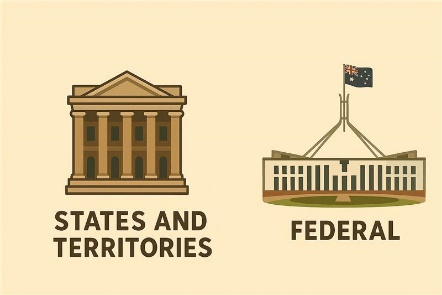 STATES AND
TERRITORIES
FEDERAL